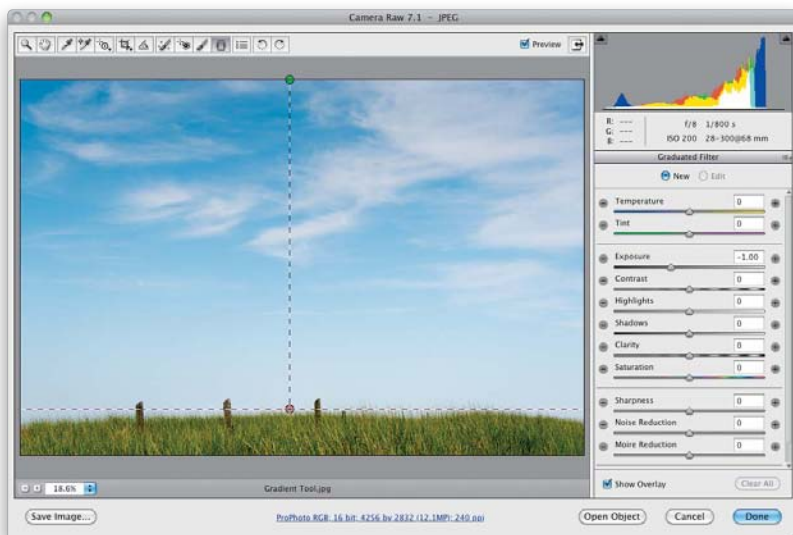 Camera Raw 7.1 - JPEG
Preview
R: ---
G: ---
B: ---
f/8 1/800 s
ISO 200 28-300@68 mm
Graduated Filter
New Edit
Temperature 0
Tint 0
Exposure -1.00
Contrast 0
Highlights 0
Shadows 0
Clarity 0
Saturation 0
Sharpness 0
Noise Reduction 0
Moire Reduction 0
Show Overlay Clear All
18.6% Gradient Tool.jpg
Save Image... ProPhoto RGB; 16 bit; 4256 by 2832 (12.1MP); 240 ppi Open Object Cancel Done